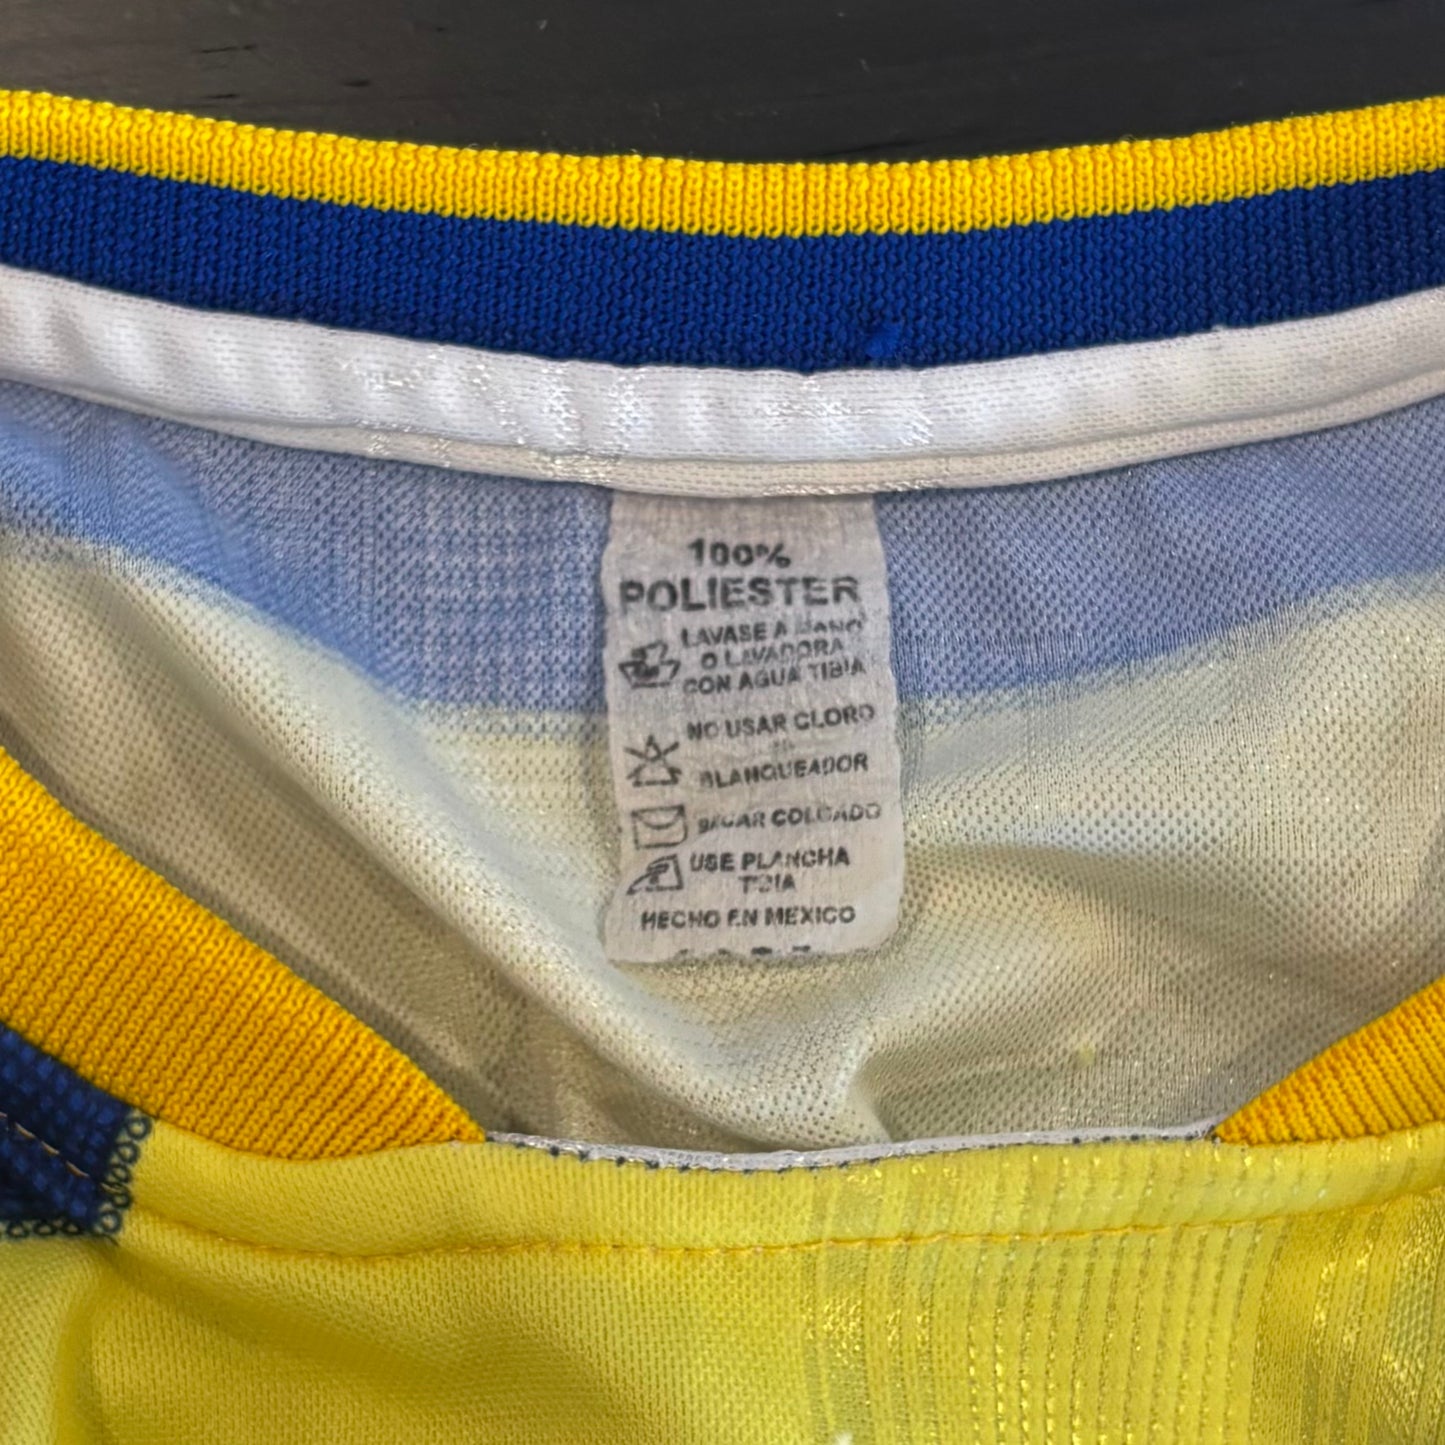 100%
POLIESTER
LAVASE A MANO
O LAVADORA
CON AGUA TIBIA
NO USAR CLORO
BLANQUEADOR
SACAR COLGADO
USE PLANCHA
TIBIA
HECHO EN MEXICO